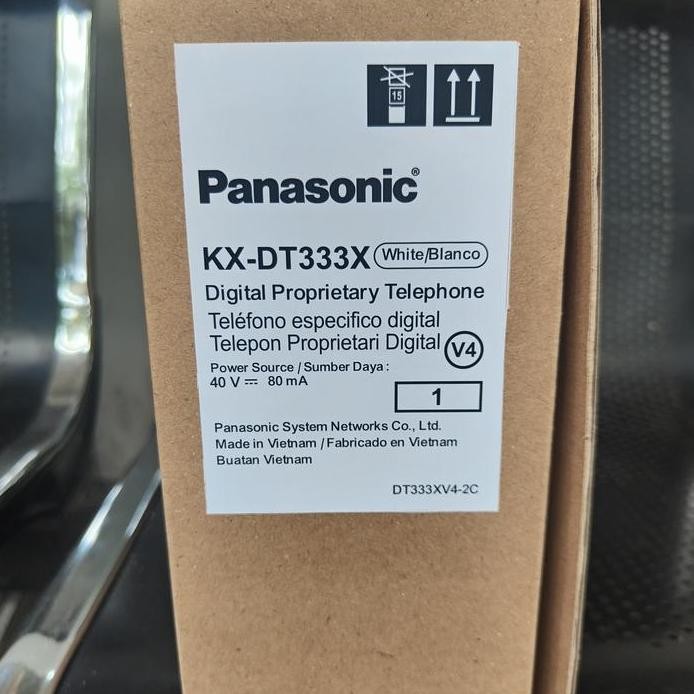 15
Panasonic®
KX-DT333X White/Blanco
Digital Proprietary Telephone
Teléfono especifico digital
Telepon Proprietari Digital V4
Power Source / Sumber Daya :
40 V ⎓ 80 mA
1
Panasonic System Networks Co., Ltd.
Made in Vietnam / Fabricado en Vietnam
Buatan Vietnam
DT333XV4-2C